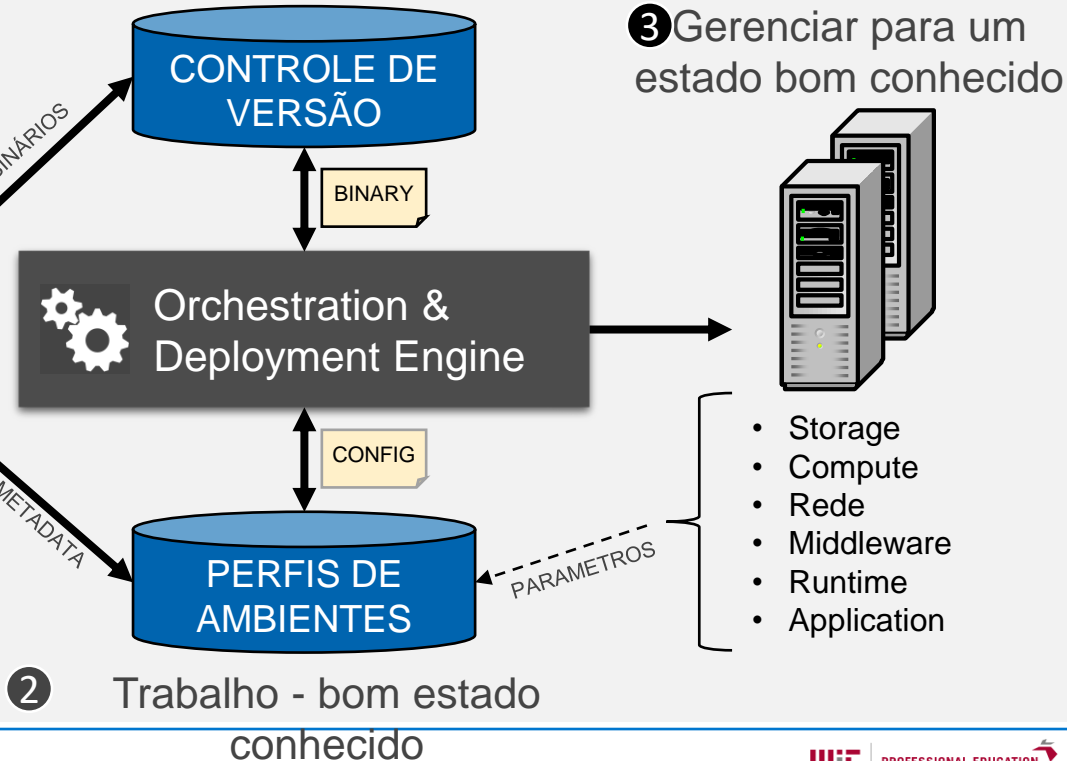 ❸Gerenciar para um
estado bom conhecido
CONTROLE DE
VERSÃO
BINÁRIOS
BINARY
Orchestration &
Deployment Engine
CONFIG
METADATA
PERFIS DE
AMBIENTES
PARAMETROS
• Storage
• Compute
• Rede
• Middleware
• Runtime
• Application
❷ Trabalho - bom estado
conhecido
PROFESSIONAL EDUCATION